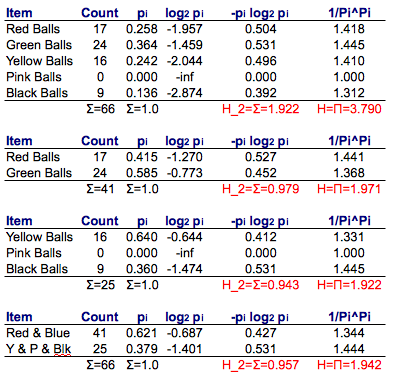 Item Count pi log2 pi -pi log2 pi 1/Pi^Pi
Red Balls 17 0.258 -1.957 0.504 1.418
Green Balls 24 0.364 -1.459 0.531 1.445
Yellow Balls 16 0.242 -2.044 0.496 1.410
Pink Balls 0 0.000 -inf 0.000 1.000
Black Balls 9 0.136 -2.874 0.392 1.312
Σ=66 Σ=1.0 H_2=Σ=1.922 H=Π=3.790
Item Count pi log2 pi -pi log2 pi 1/Pi^Pi
Red Balls 17 0.415 -1.270 0.527 1.441
Green Balls 24 0.585 -0.773 0.452 1.368
Σ=41 Σ=1.0 H_2=Σ=0.979 H=Π=1.971
Item Count pi log2 pi -pi log2 pi 1/Pi^Pi
Yellow Balls 16 0.640 -0.644 0.412 1.331
Pink Balls 0 0.000 -inf 0.000 1.000
Black Balls 9 0.360 -1.474 0.531 1.445
Σ=25 Σ=1.0 H_2=Σ=0.943 H=Π=1.922
Item Count pi log2 pi -pi log2 pi 1/Pi^Pi
Red & Blue 41 0.621 -0.687 0.427 1.344
Y & P & Blk 25 0.379 -1.401 0.531 1.444
Σ=66 Σ=1.0 H_2=Σ=0.957 H=Π=1.942